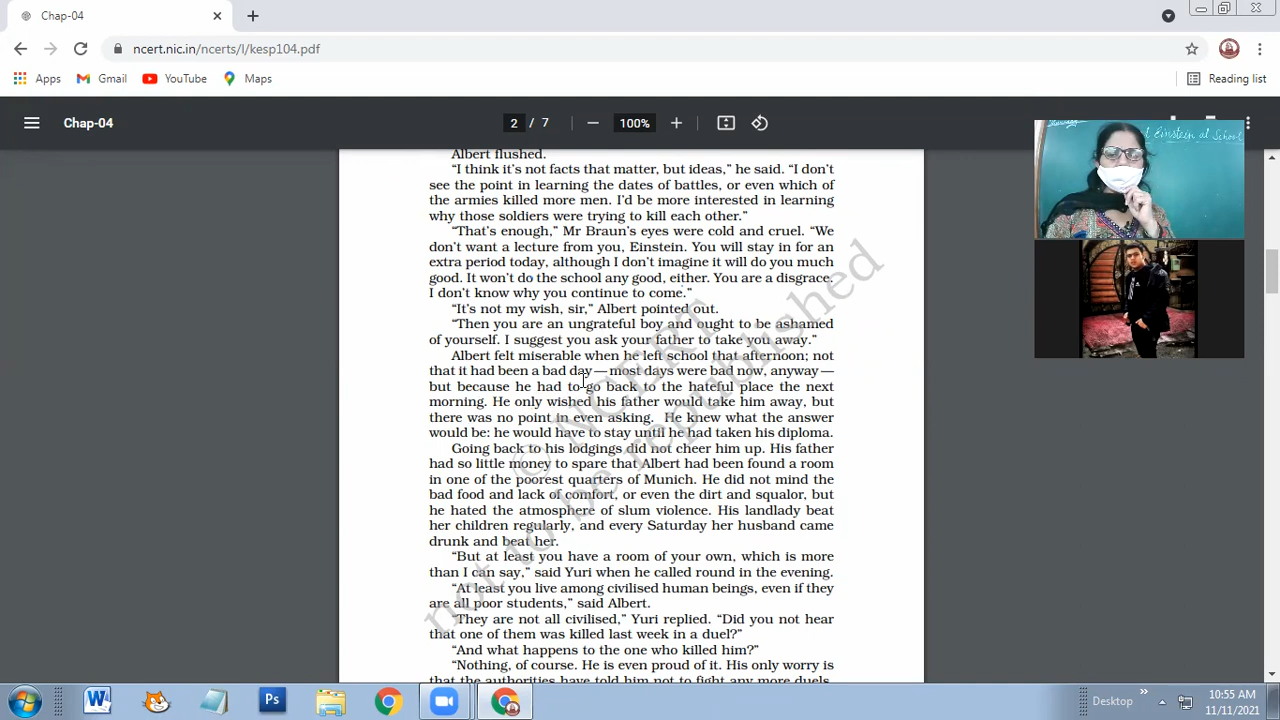 Chap-04
ncert.nic.in/ncerts/l/kesp104.pdf
Apps Gmail YouTube Maps Reading list
Chap-04 2 / 7 100%
Albert flushed.
“I think it's not facts that matter, but ideas,” he said. “I don't
see the point in learning the dates of battles, or even which of
the armies killed more men. I'd be more interested in learning
why those soldiers were trying to kill each other.”
“That's enough,” Mr Braun's eyes were cold and cruel. “We
don't want a lecture from you, Einstein. You will stay in for an
extra period today, although I don't imagine it will do you much
good. It won't do the school any good, either. You are a disgrace.
I don't know why you continue to come.”
“It's not my wish, sir,” Albert pointed out.
“Then you are an ungrateful boy and ought to be ashamed
of yourself. I suggest you ask your father to take you away.”
Albert felt miserable when he left school that afternoon; not
that it had been a bad day — most days were bad now, anyway —
but because he had to go back to the hateful place the next
morning. He only wished his father would take him away, but
there was no point in even asking. He knew what the answer
would be: he would have to stay until he had taken his diploma.
Going back to his lodgings did not cheer him up. His father
had so little money to spare that Albert had been found a room
in one of the poorest quarters of Munich. He did not mind the
bad food and lack of comfort, or even the dirt and squalor, but
he hated the atmosphere of slum violence. His landlady beat
her children regularly, and every Saturday her husband came
drunk and beat her.
“But at least you have a room of your own, which is more
than I can say,” said Yuri when he called round in the evening.
“At least you live among civilised human beings, even if they
are all poor students,” said Albert.
“They are not all civilised,” Yuri replied. “Did you not hear
that one of them was killed last week in a duel?”
“And what happens to the one who killed him?”
“Nothing, of course. He is even proud of it. His only worry is
that the authorities have told him not to fight any more duels.
© NCERT
not to be republished
Einstein at School
Desktop
10:55 AM
11/11/2021